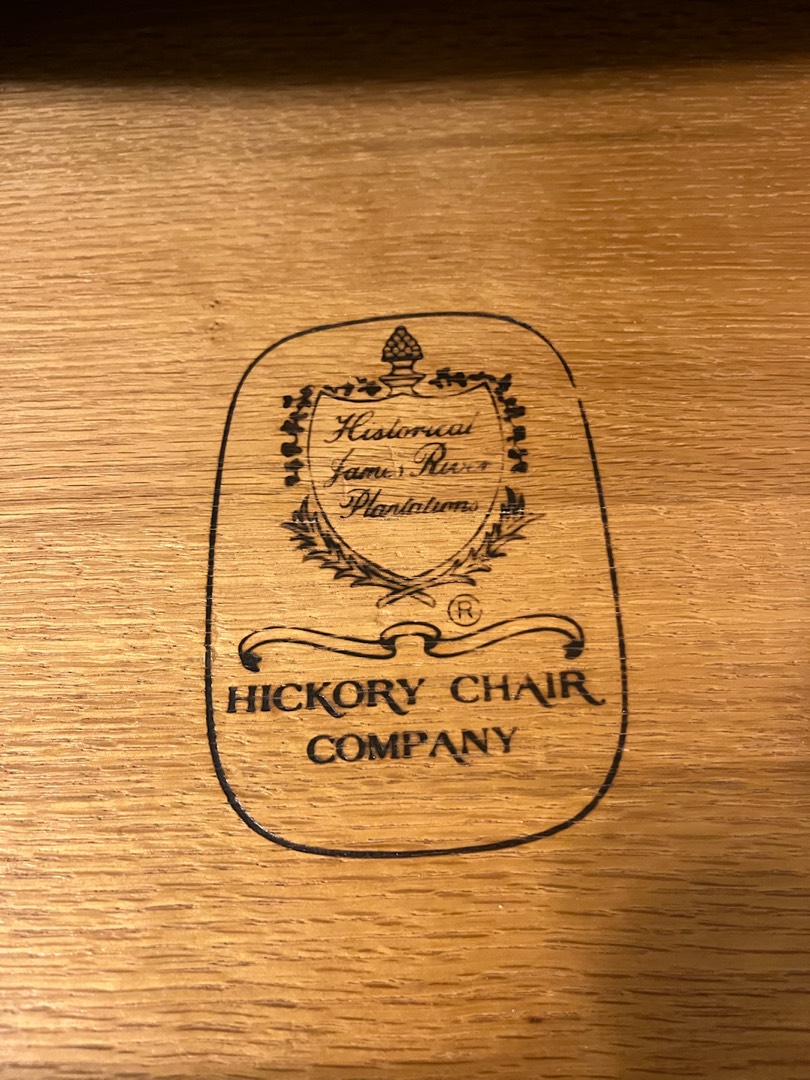 Historical
James River
Plantations
®
HICKORY CHAIR
COMPANY